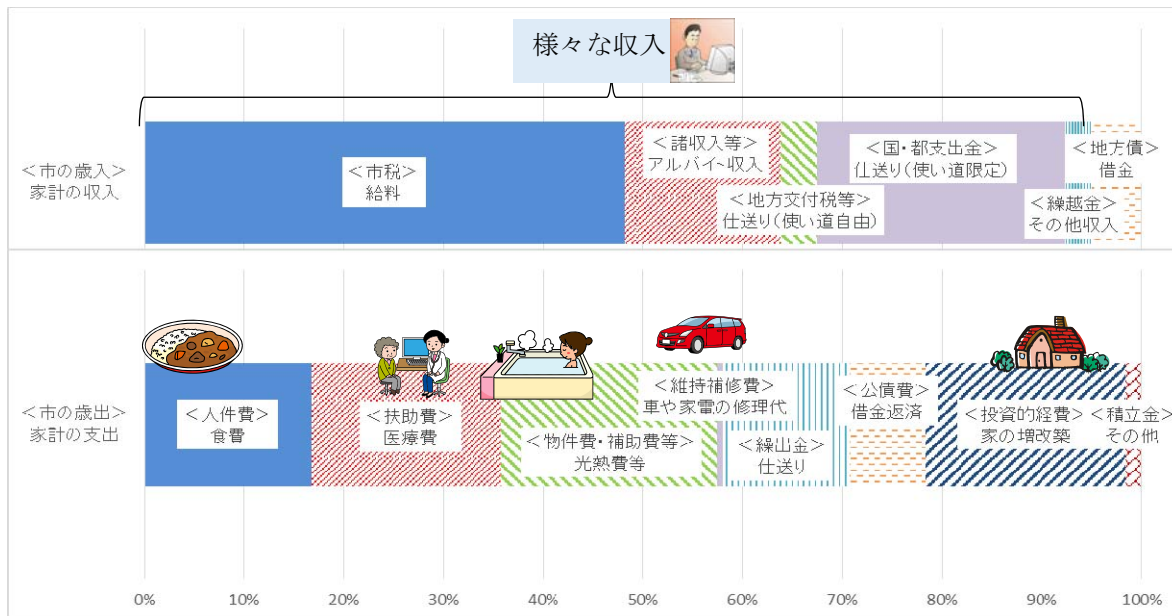 様々な収入
＜市の歳入＞
家計の収入
＜市税＞
給料
＜諸収入等＞
アルバイト収入
＜地方交付税等＞
仕送り(使い道自由)
＜国・都支出金＞
仕送り(使い道限定)
＜地方債＞
借金
＜繰越金＞
その他収入
＜市の歳出＞
家計の支出
＜人件費＞
食費
＜扶助費＞
医療費
＜物件費・補助費等＞
光熱費等
＜維持補修費＞
車や家電の修理代
＜繰出金＞
仕送り
＜公債費＞
借金返済
＜投資的経費＞
家の増改築
＜積立金＞
その他
0% 10% 20% 30% 40% 50% 60% 70% 80% 90% 100%